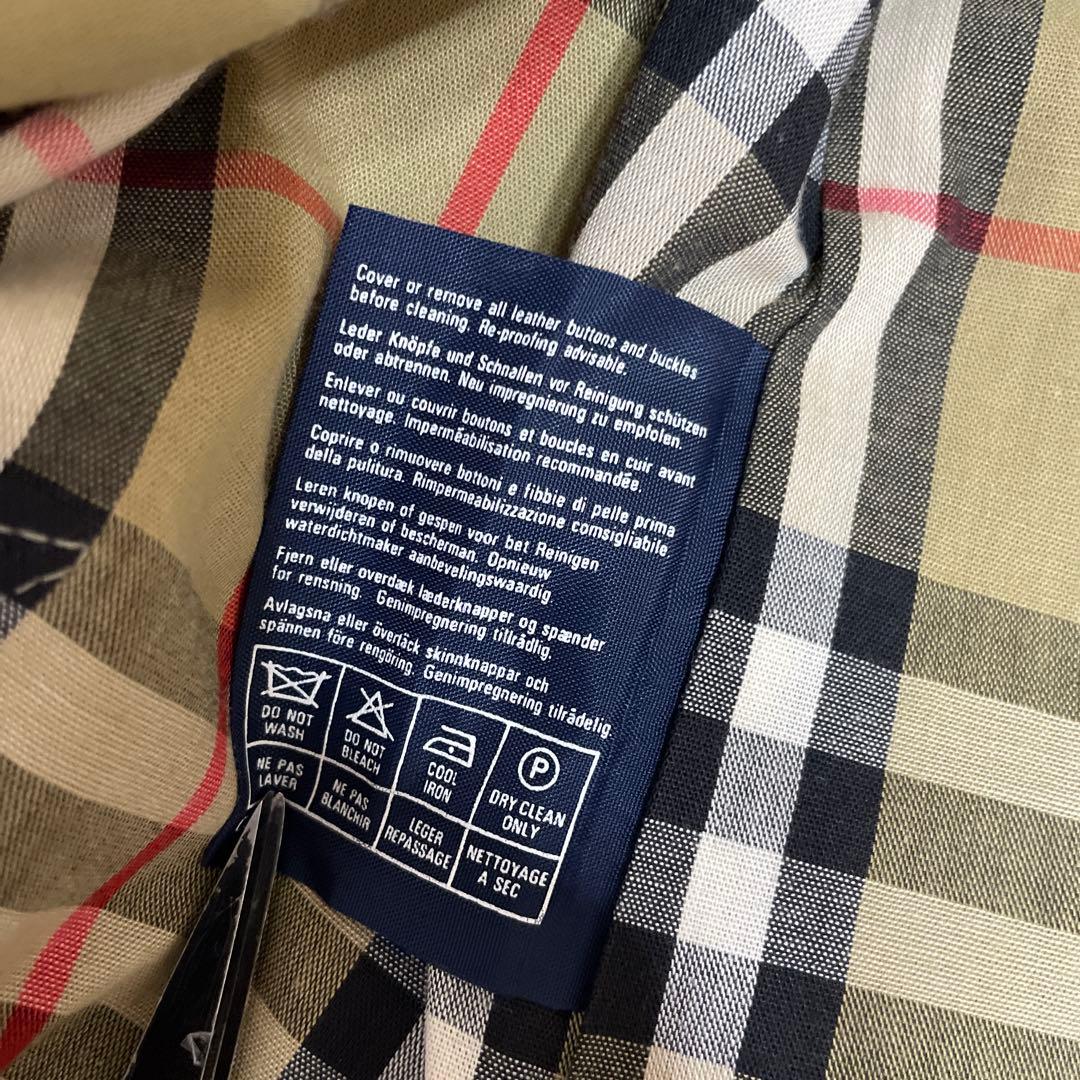 Cover or remove all leather buttons and buckles
before cleaning. Re-proofing advisable.
Leder Knöpfe und Schnallen vor Reinigung schützen
oder abtrennen. Neu impregnierung zu empfolen.
Enlever ou couvrir boutons et boucles en cuir avant
nettoyage. Imperméabilisation recommandée.
Coprire o rimuovere bottoni e fibbie di pelle prima
della pulitura. Rimpermeabilizzazione comsigliabile
Leren knopen of gespen voor bet Reinigen
verwijderen of bescherman. Opnieuw
waterdichtmaker aanbevelingswaardig
Fjern eller overdæk læderknapper og spænder
for rensning. Genimpregnering tillrådlig.
Avlagsna eller övertäck skinnknappar och
spännen före rengöring. Genimpregnering tilrådelig
DO NOT
WASH
DO NOT
BLEACH
COOL
IRON
P
DRY CLEAN
ONLY
NE PAS
LAVER
NE PAS
BLANCHIR
LEGER
REPASSAGE
NETTOYAGE
A SEC